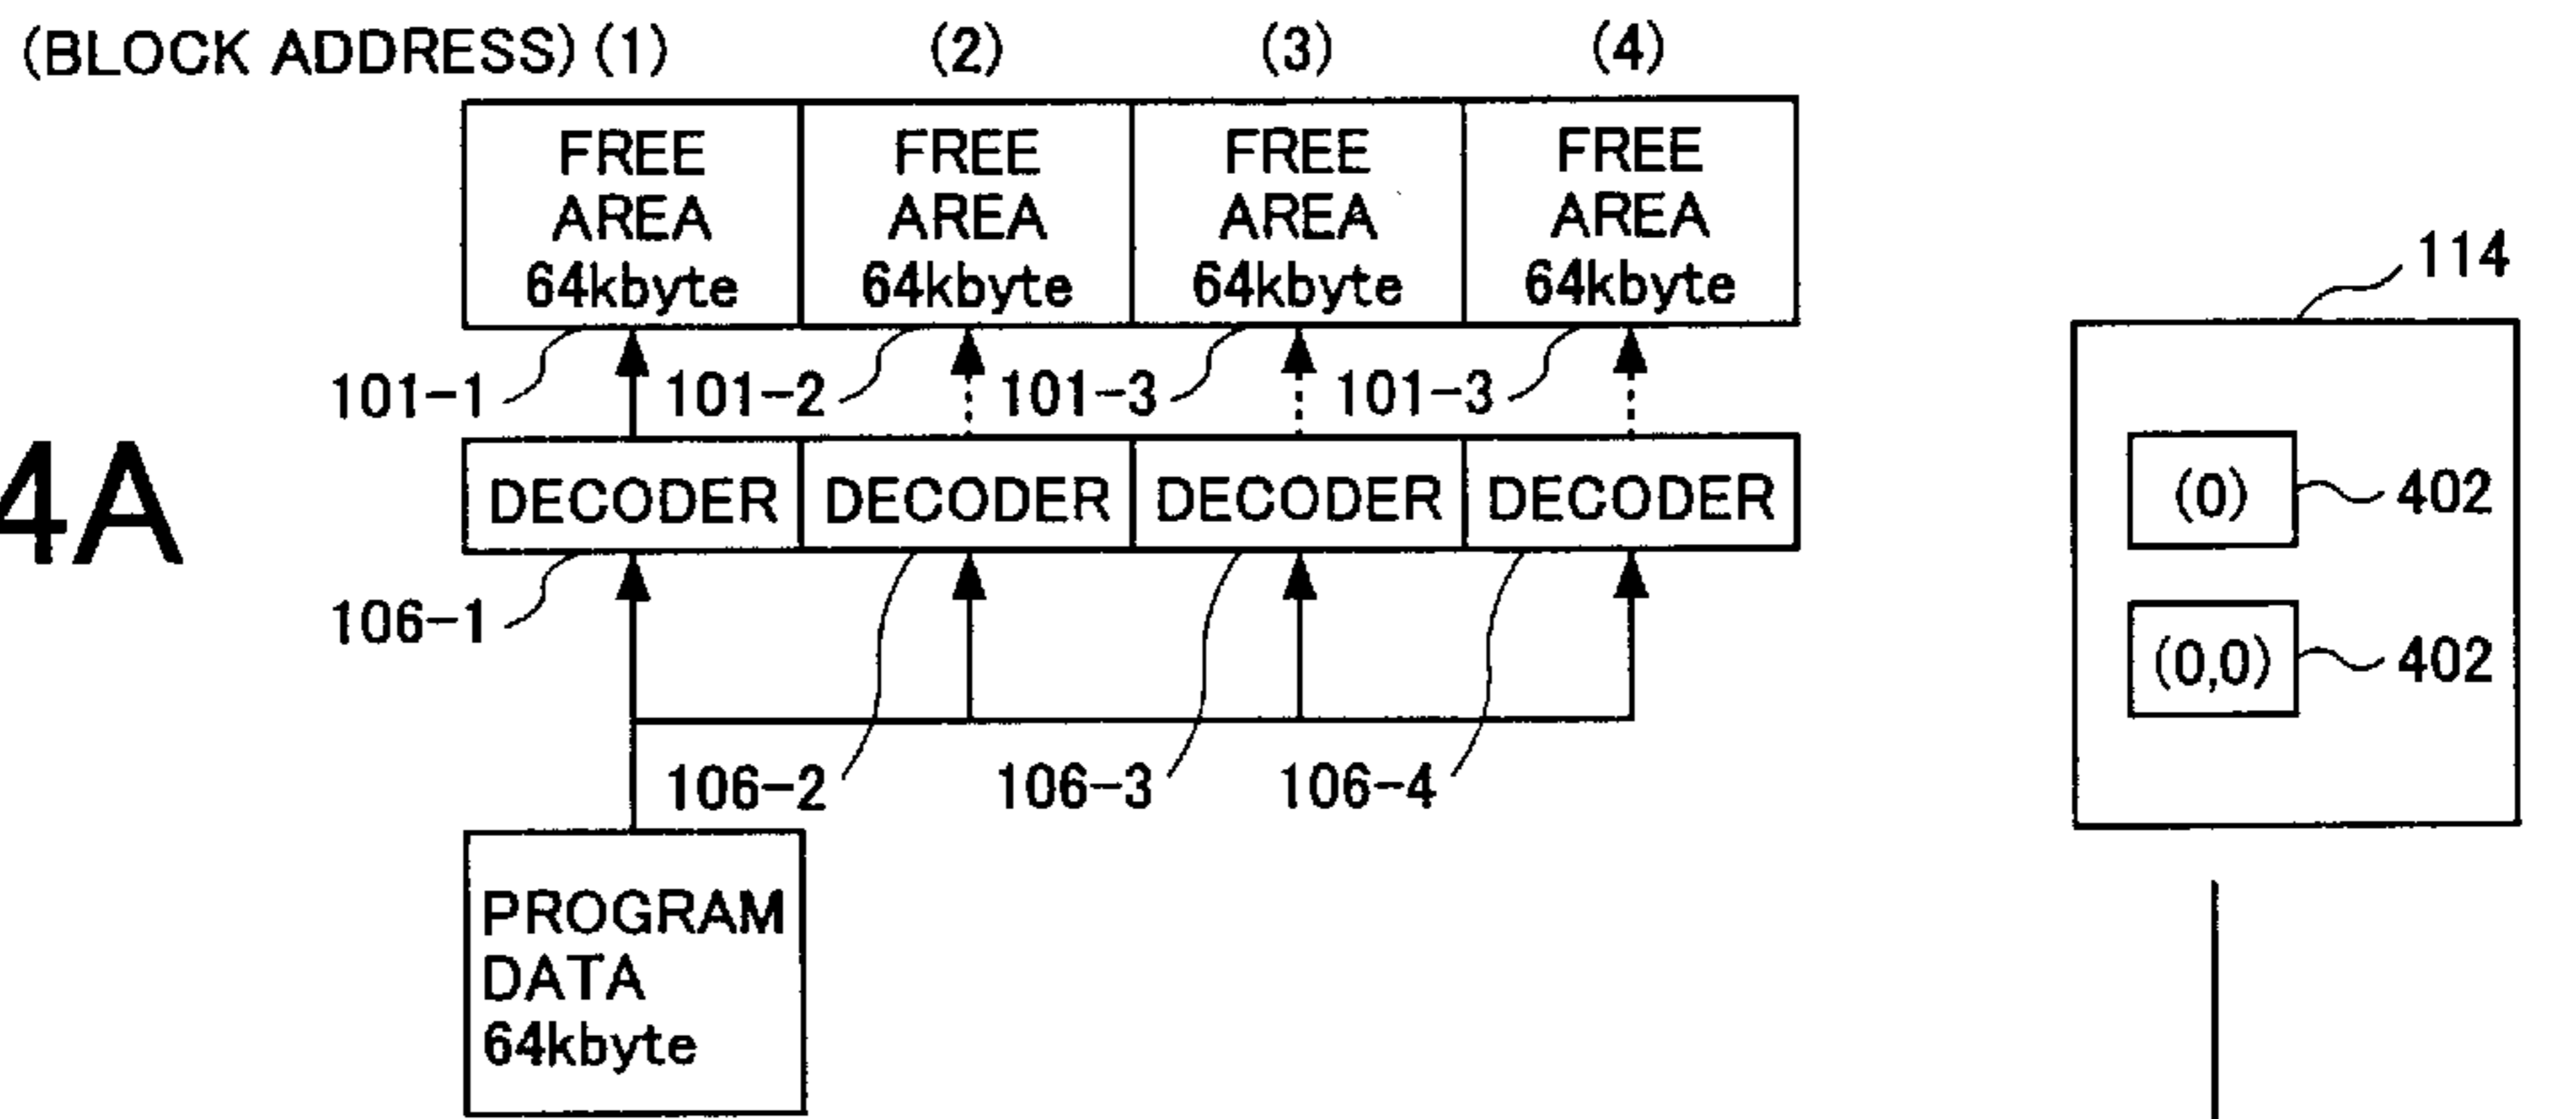 (BLOCK ADDRESS) (1) (2) (3) (4)
FREE AREA 64kbyte
FREE AREA 64kbyte
FREE AREA 64kbyte
FREE AREA 64kbyte
114
101-1
101-2
101-3
101-3
4A
DECODER DECODER DECODER DECODER
(0) 402
106-1
(0,0) 402
106-2
106-3
106-4
PROGRAM
DATA
64kbyte